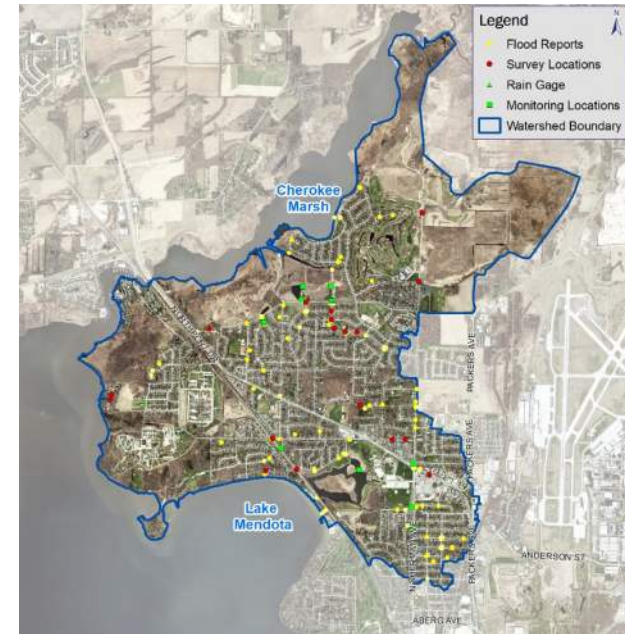 Legend
N
Flood Reports
Survey Locations
Rain Gage
Monitoring Locations
Watershed Boundary
Cherokee
Marsh
PACKERS AVE
PACKERS AVE
Lake
Mendota
ANDERSON ST
ABERG AVE